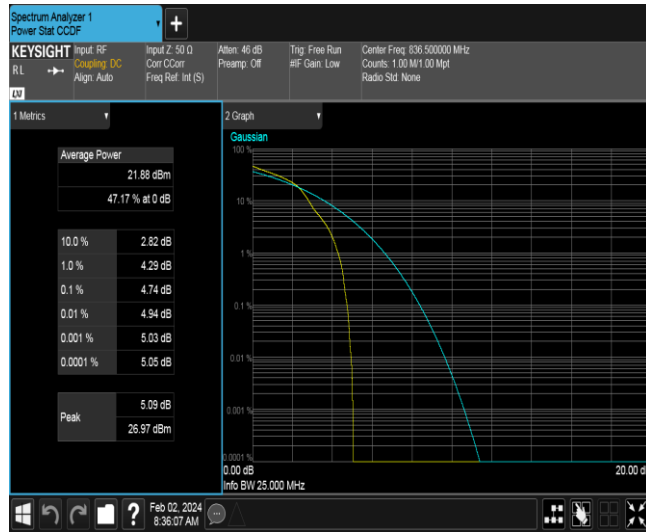 Spectrum Analyzer 1
Power Stat CCDF
+
KEYSIGHT
RL
LXI
Input: RF
Coupling: DC
Align: Auto
Input Z: 50 Ω
Corr CCorr
Freq Ref: Int (S)
Atten: 46 dB
Preamp: Off
Trig: Free Run
#IF Gain: Low
Center Freq: 836.500000 MHz
Counts: 1.00 M/1.00 Mpt
Radio Std: None
1 Metrics
Average Power
21.88 dBm
47.17 % at 0 dB
10.0 % 2.82 dB
1.0 % 4.29 dB
0.1 % 4.74 dB
0.01 % 4.94 dB
0.001 % 5.03 dB
0.0001 % 5.05 dB
Peak
5.09 dB
26.97 dBm
2 Graph
Gaussian
100 %
10 %
1 %
0.1 %
0.01 %
0.001 %
0.0001 %
0.00 dB
20.00 dB
Info BW 25.000 MHz
?
Feb 02, 2024
8:36:07 AM